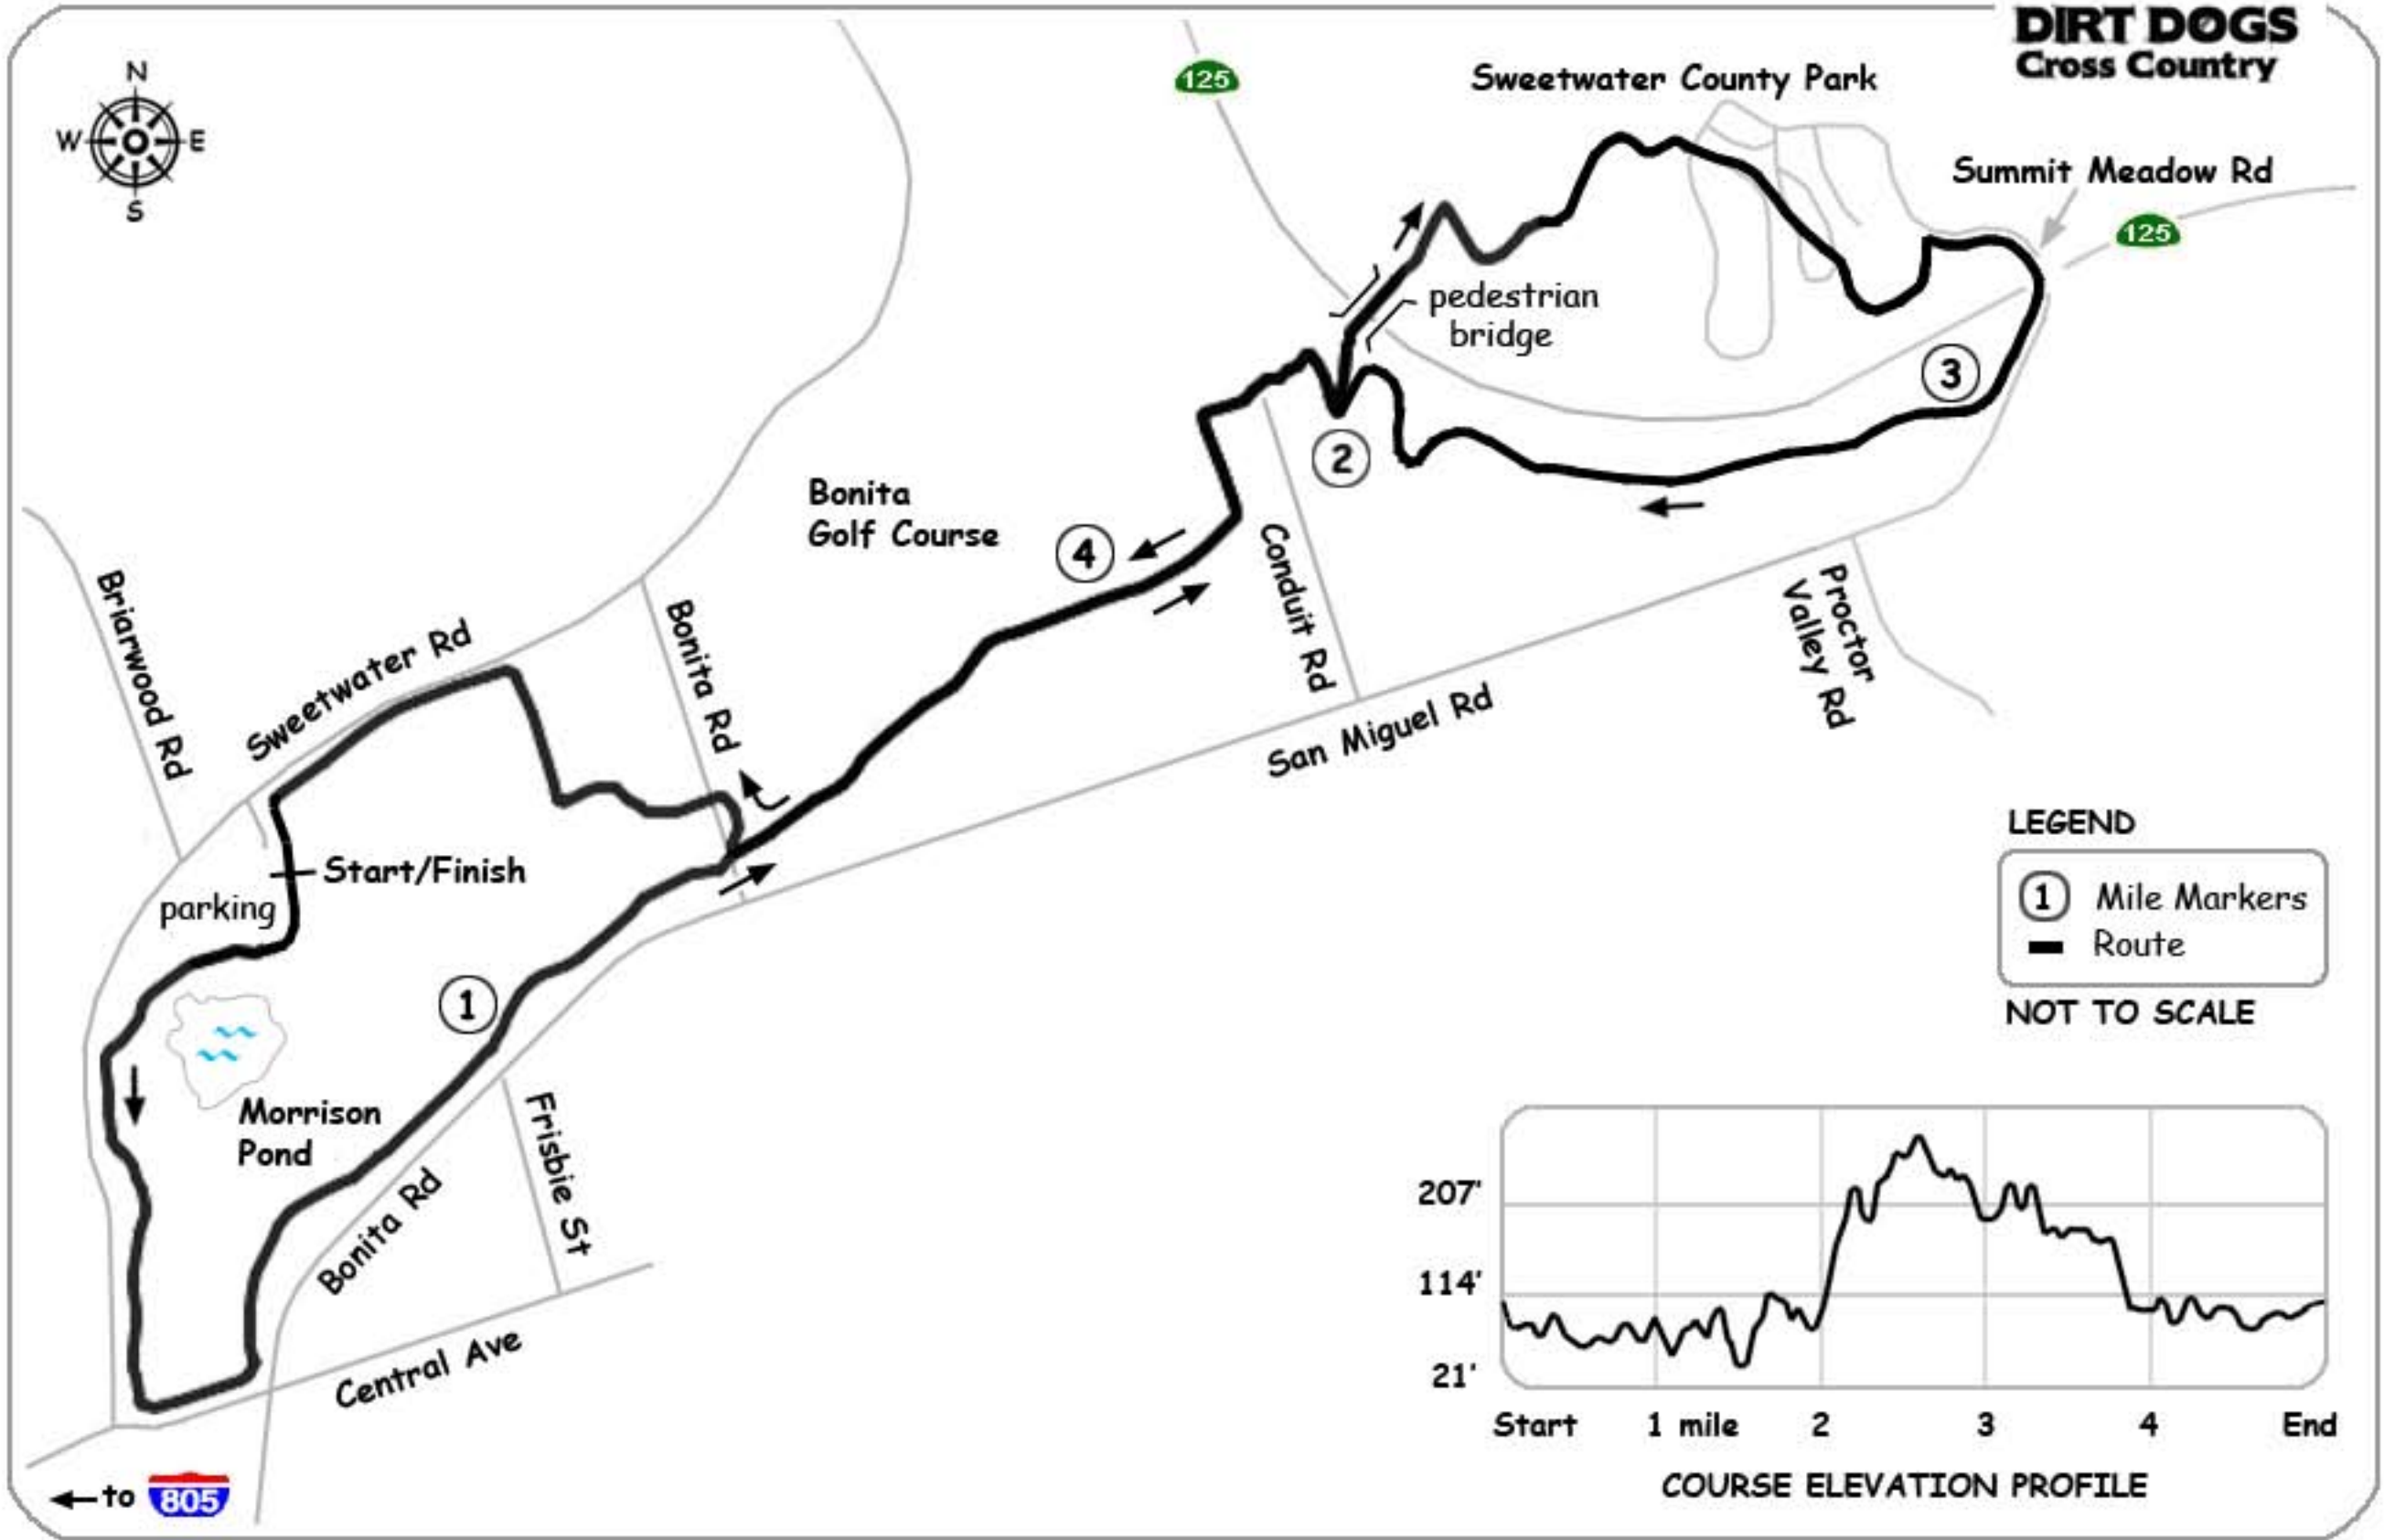 DIRT DOGS
Cross Country
N
W
E
S
125
Sweetwater County Park
Summit Meadow Rd
125
pedestrian
bridge
3
2
Bonita
Golf Course
4
Conduit Rd
Proctor
Valley Rd
Briarwood Rd
Sweetwater Rd
Bonita Rd
San Miguel Rd
Start/Finish
parking
1
Morrison
Pond
Frisbie St
Bonita Rd
Central Ave
to 805
LEGEND
1 Mile Markers
Route
NOT TO SCALE
207'
114'
21'
Start 1 mile 2 3 4 End
COURSE ELEVATION PROFILE